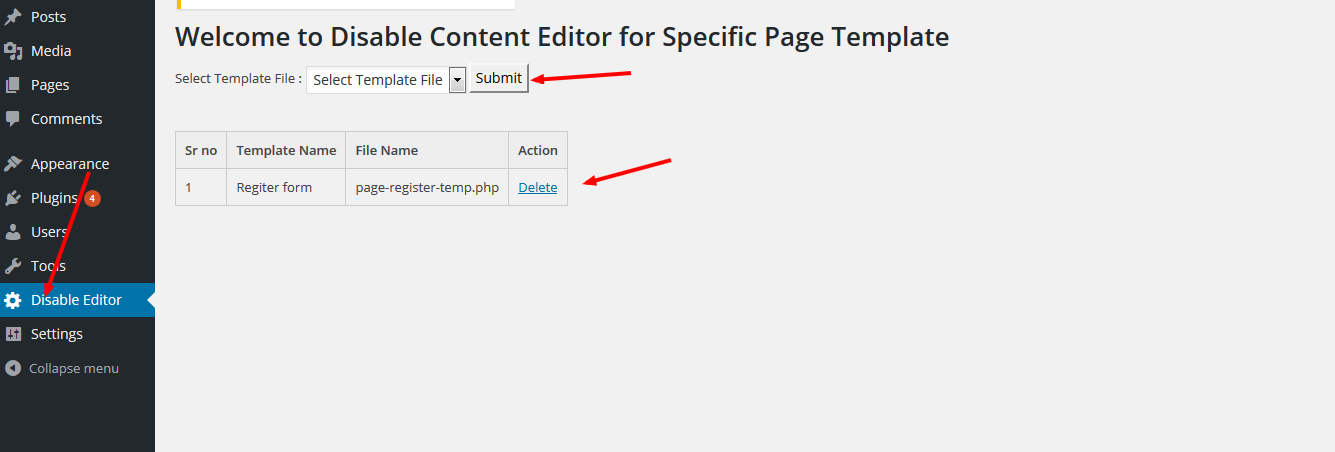 Posts
Media
Pages
Comments
Appearance
Plugins 4
Users
Tools
Disable Editor
Settings
Collapse menu
Welcome to Disable Content Editor for Specific Page Template
Select Template File : Select Template File Submit
Sr no Template Name File Name Action
1 Regiter form page-register-temp.php Delete